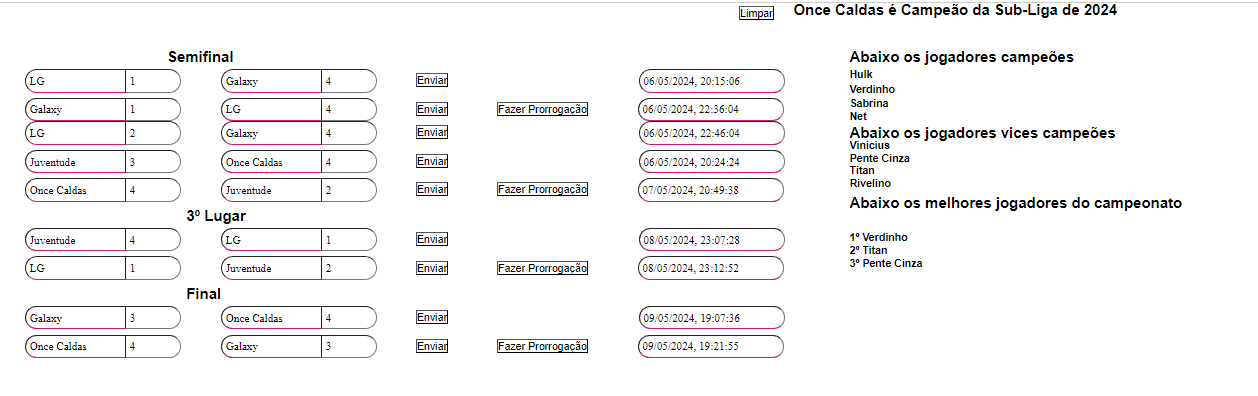 Limpar Once Caldas é Campeão da Sub-Liga de 2024
Semifinal
LG 1 Galaxy 4 Enviar 06/05/2024, 20:15:06
Galaxy 1 LG 4 Enviar Fazer Prorrogação 06/05/2024, 22:36:04
LG 2 Galaxy 4 Enviar 06/05/2024, 22:46:04
Juventude 3 Once Caldas 4 Enviar 06/05/2024, 20:24:24
Once Caldas 4 Juventude 2 Enviar Fazer Prorrogação 07/05/2024, 20:49:38
3º Lugar
Juventude 4 LG 1 Enviar 08/05/2024, 23:07:28
LG 1 Juventude 2 Enviar Fazer Prorrogação 08/05/2024, 23:12:52
Final
Galaxy 3 Once Caldas 4 Enviar 09/05/2024, 19:07:36
Once Caldas 4 Galaxy 3 Enviar Fazer Prorrogação 09/05/2024, 19:21:55
Abaixo os jogadores campeões
Hulk
Verdinho
Sabrina
Net
Abaixo os jogadores vices campeões
Vinicius
Pente Cinza
Titan
Rivelino
Abaixo os melhores jogadores do campeonato
1º Verdinho
2º Titan
3º Pente Cinza